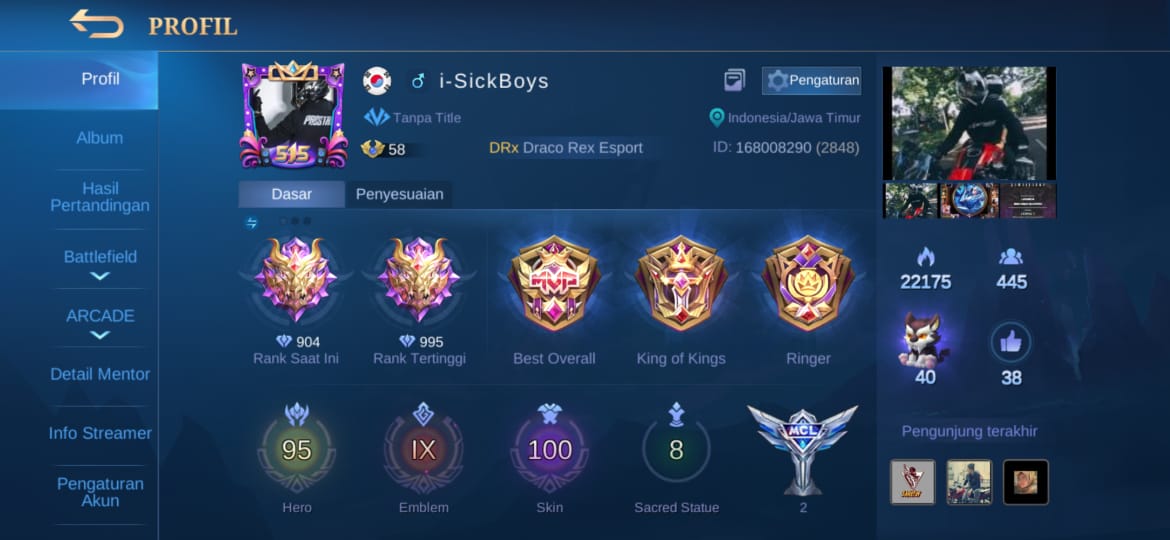 PROFIL
Profil
Album
Hasil
Pertandingan
Battlefield
ARCADE
Detail Mentor
Info Streamer
Pengaturan
Akun
515
i-SickBoys
Pengaturan
Tanpa Title
Indonesia/Jawa Timur
58
DRx Draco Rex Esport
ID: 168008290 (2848)
Dasar
Penyesuaian
MVP
904
995
Rank Saat Ini
Rank Tertinggi
Best Overall
King of Kings
Ringer
95
IX
100
8
MCL
Hero
Emblem
Skin
Sacred Statue
2
22175
445
40
38
Pengunjung terakhir